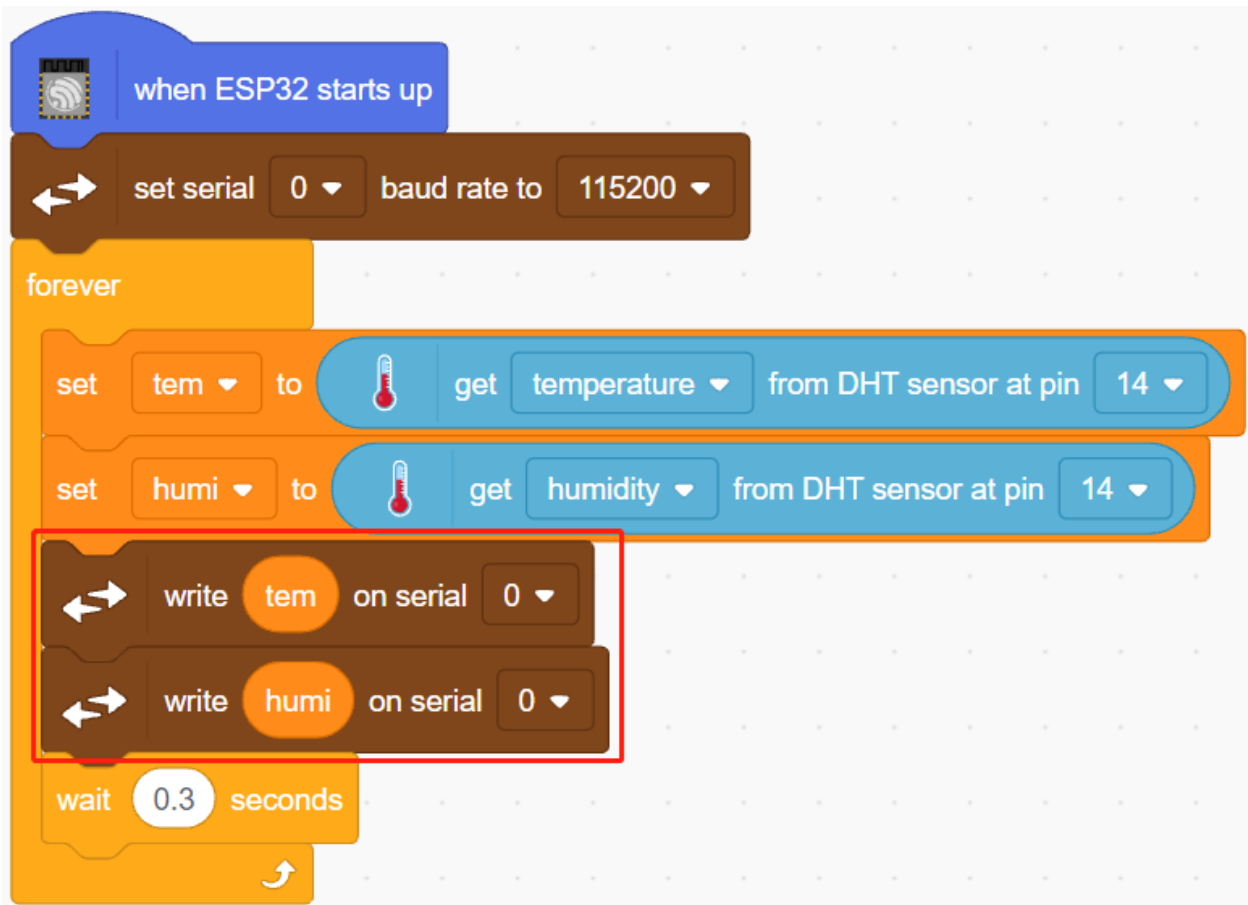 when ESP32 starts up
set serial 0 baud rate to 115200
forever
set tem to get temperature from DHT sensor at pin 14
set humi to get humidity from DHT sensor at pin 14
write tem on serial 0
write humi on serial 0
wait 0.3 seconds